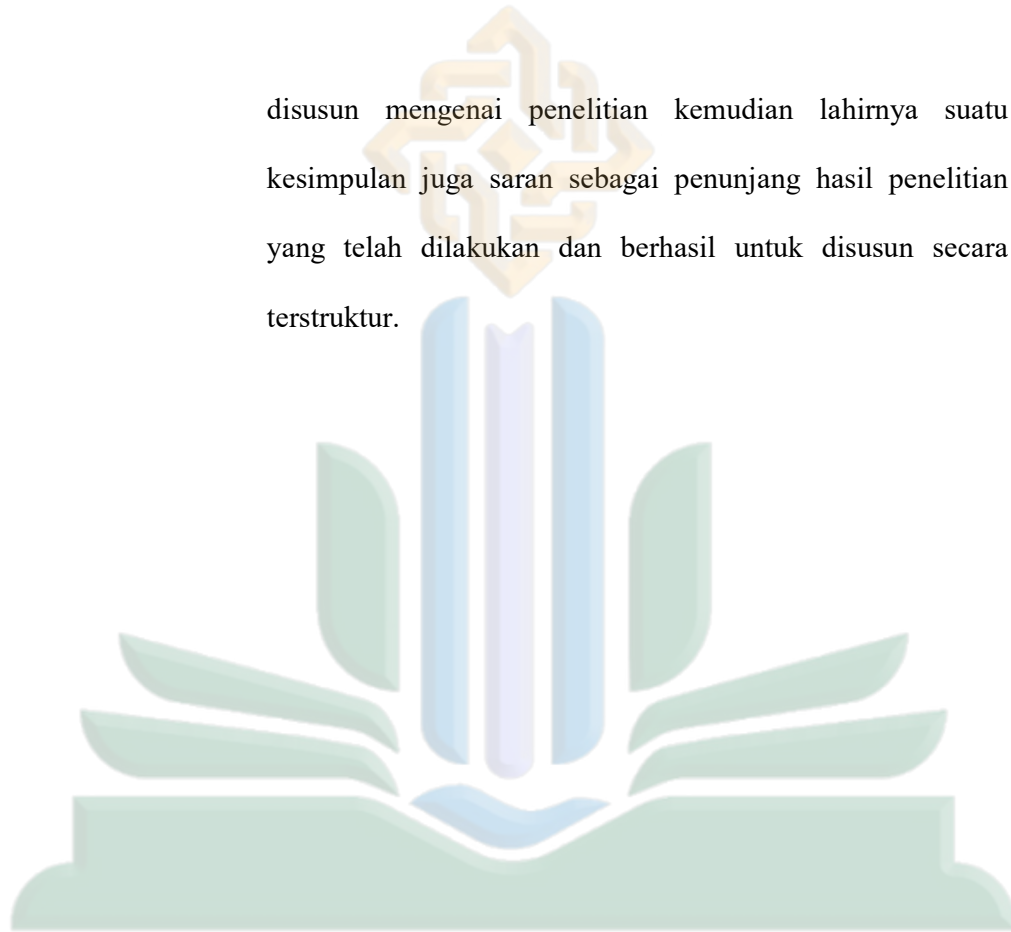 disusun mengenai penelitian kemudian lahirnya suatu
kesimpulan juga saran sebagai penunjang hasil penelitian
yang telah dilakukan dan berhasil untuk disusun secara
terstruktur.